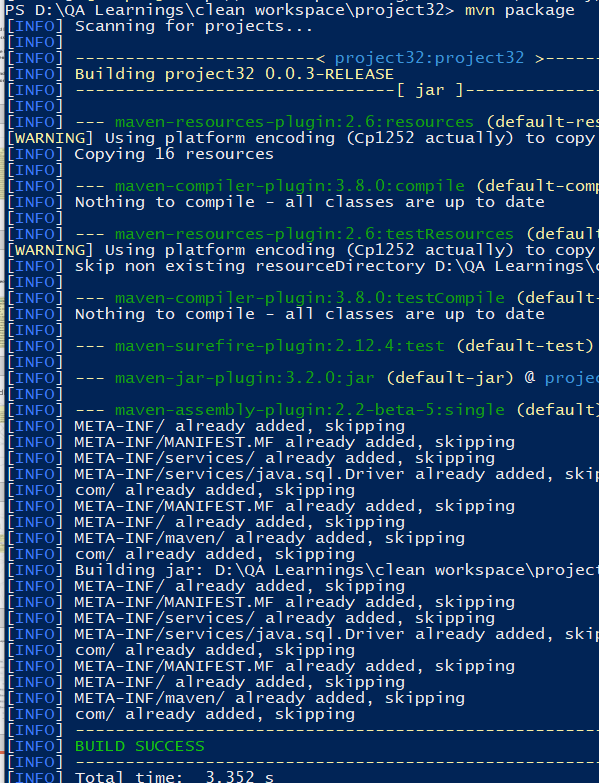 PS D:\QA Learnings\clean workspace\project32> mvn package
[INFO] Scanning for projects...
[INFO]
[INFO] -------------------------< project32:project32 >------
[INFO] Building project32 0.0.3-RELEASE
[INFO] --------------------------------[ jar ]---------------
[INFO]
[INFO] --- maven-resources-plugin:2.6:resources (default-res
[WARNING] Using platform encoding (Cp1252 actually) to copy
[INFO] Copying 16 resources
[INFO]
[INFO] --- maven-compiler-plugin:3.8.0:compile (default-comp
[INFO] Nothing to compile - all classes are up to date
[INFO]
[INFO] --- maven-resources-plugin:2.6:testResources (default
[WARNING] Using platform encoding (Cp1252 actually) to copy
[INFO] skip non existing resourceDirectory D:\QA Learnings\c
[INFO]
[INFO] --- maven-compiler-plugin:3.8.0:testCompile (default-
[INFO] Nothing to compile - all classes are up to date
[INFO]
[INFO] --- maven-surefire-plugin:2.12.4:test (default-test)
[INFO]
[INFO] --- maven-jar-plugin:3.2.0:jar (default-jar) @ projec
[INFO]
[INFO] --- maven-assembly-plugin:2.2-beta-5:single (default)
[INFO] META-INF/ already added, skipping
[INFO] META-INF/MANIFEST.MF already added, skipping
[INFO] META-INF/services/ already added, skipping
[INFO] META-INF/services/java.sql.Driver already added, skip
[INFO] com/ already added, skipping
[INFO] META-INF/MANIFEST.MF already added, skipping
[INFO] META-INF/ already added, skipping
[INFO] META-INF/maven/ already added, skipping
[INFO] com/ already added, skipping
[INFO] Building jar: D:\QA Learnings\clean workspace\project
[INFO] META-INF/ already added, skipping
[INFO] META-INF/MANIFEST.MF already added, skipping
[INFO] META-INF/services/ already added, skipping
[INFO] META-INF/services/java.sql.Driver already added, skip
[INFO] com/ already added, skipping
[INFO] META-INF/MANIFEST.MF already added, skipping
[INFO] META-INF/ already added, skipping
[INFO] META-INF/maven/ already added, skipping
[INFO] com/ already added, skipping
[INFO] ------------------------------------------------------
[INFO] BUILD SUCCESS
[INFO] ------------------------------------------------------
[INFO] Total time:  3.352 s